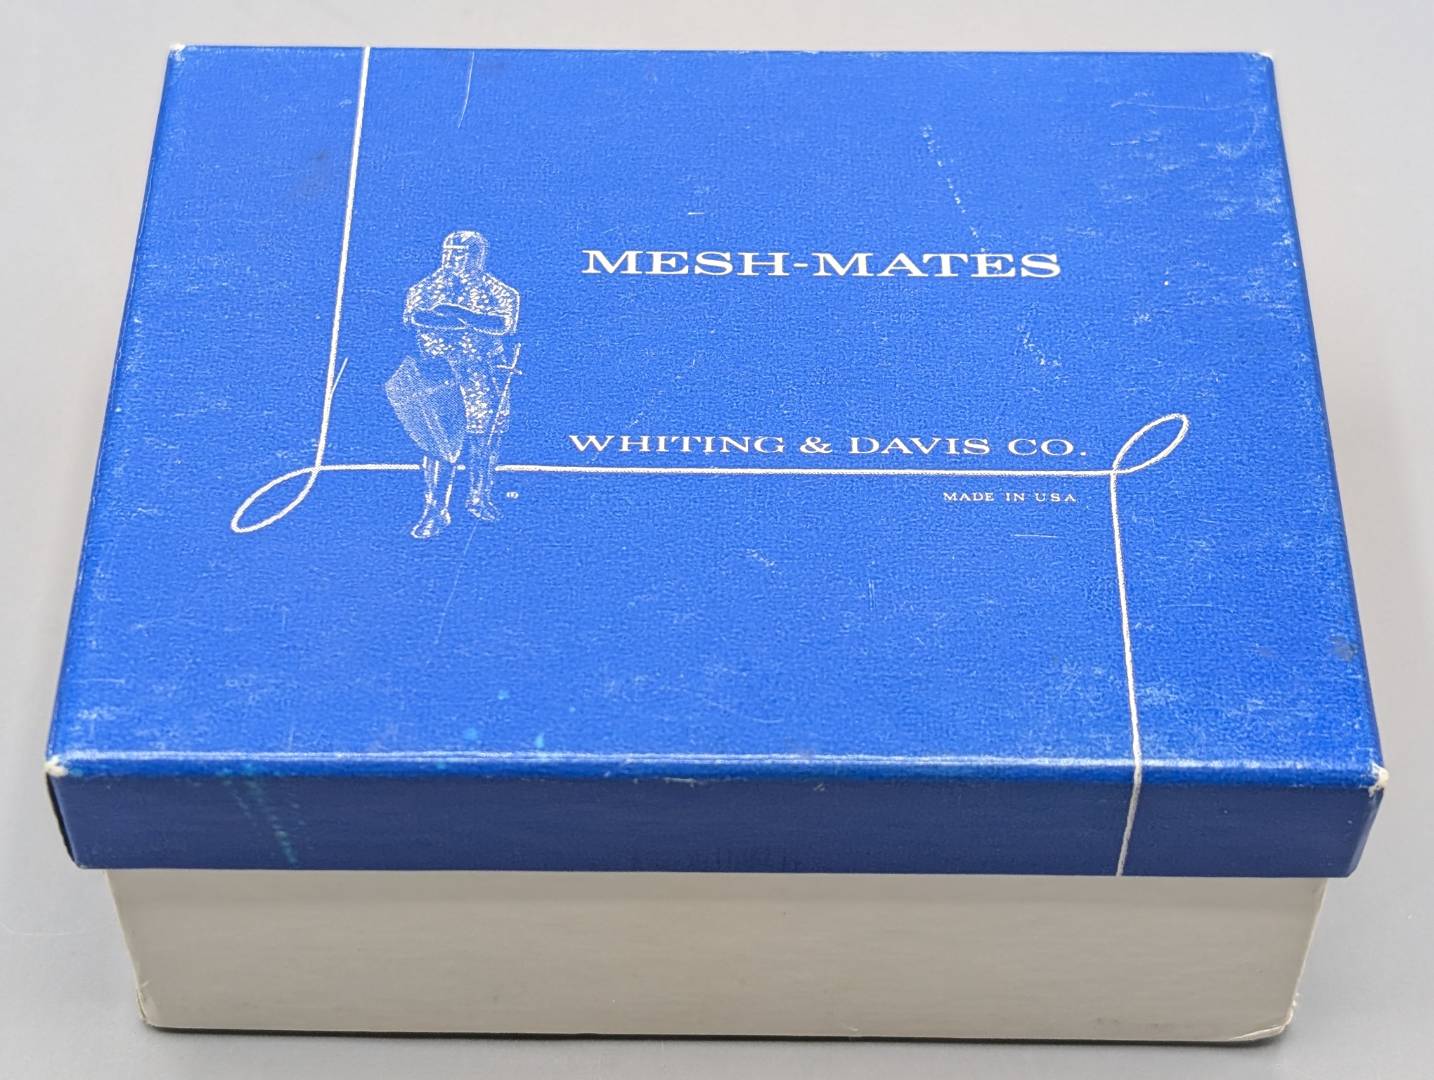 MESH-MATES
WHITING & DAVIS CO.
MADE IN USA
®